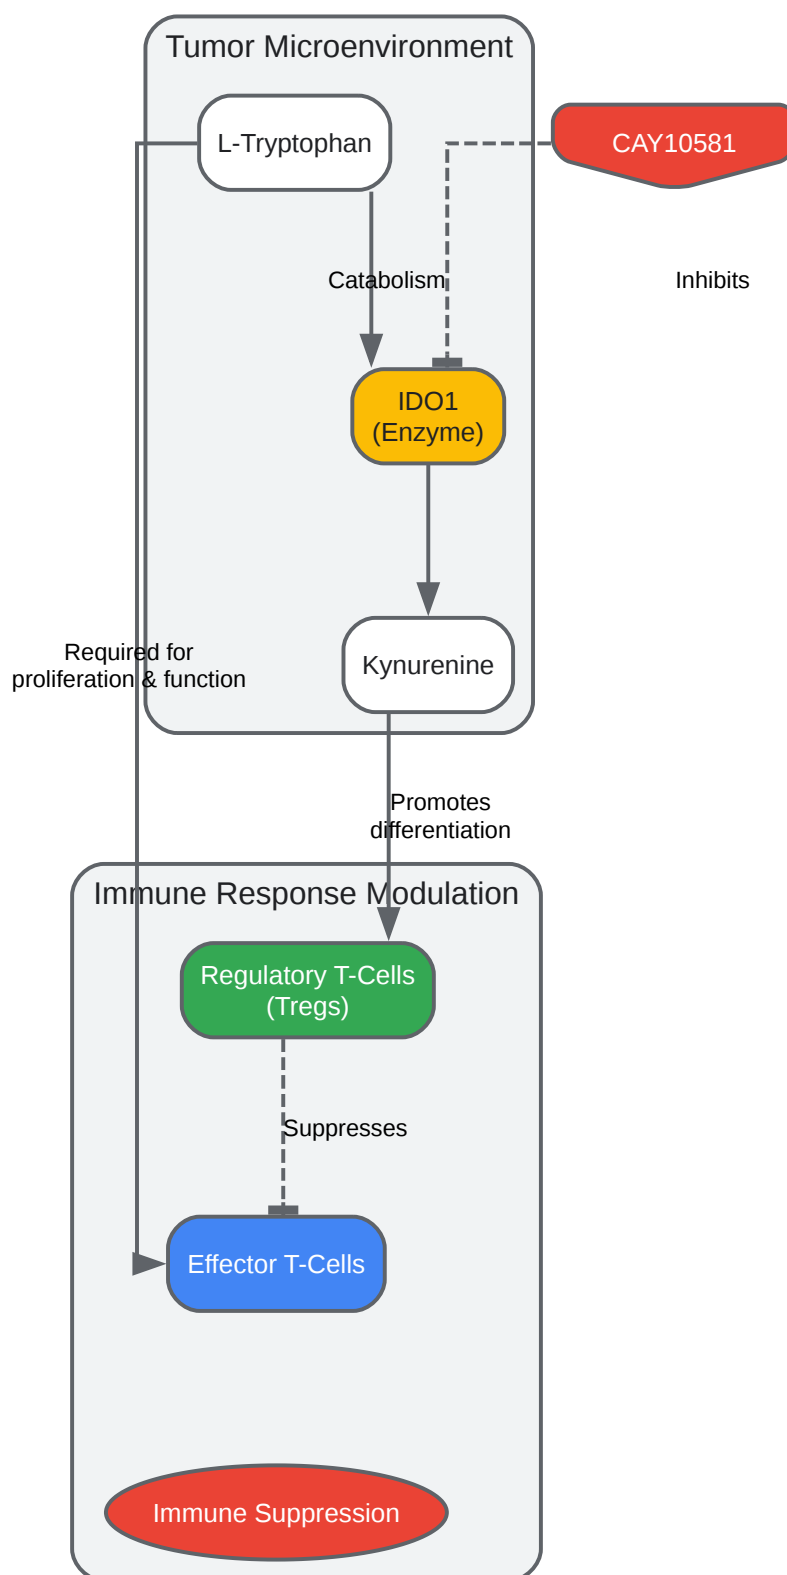 Tumor Microenvironment
L-Tryptophan
CAY10581
Catabolism
Inhibits
IDO1
(Enzyme)
Required for
proliferation & function
Kynurenine
Promotes
differentiation
Immune Response Modulation
Regulatory T-Cells
(Tregs)
Suppresses
Effector T-Cells
Immune Suppression